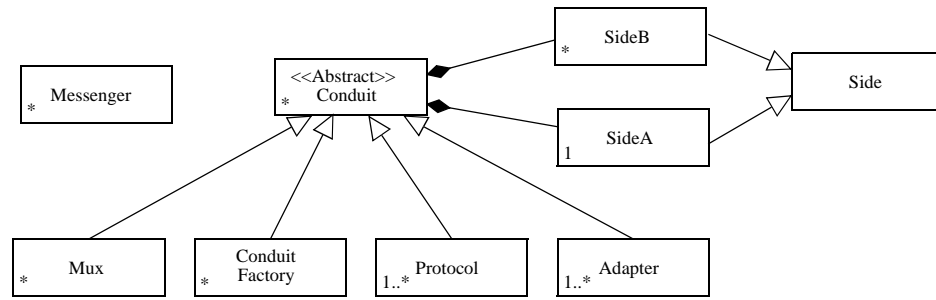 SideB
*
Side
<<Abstract>>
Conduit
*
Messenger
*
SideA
1
Mux
*
Conduit
Factory
*
Protocol
1..*
Adapter
1..*